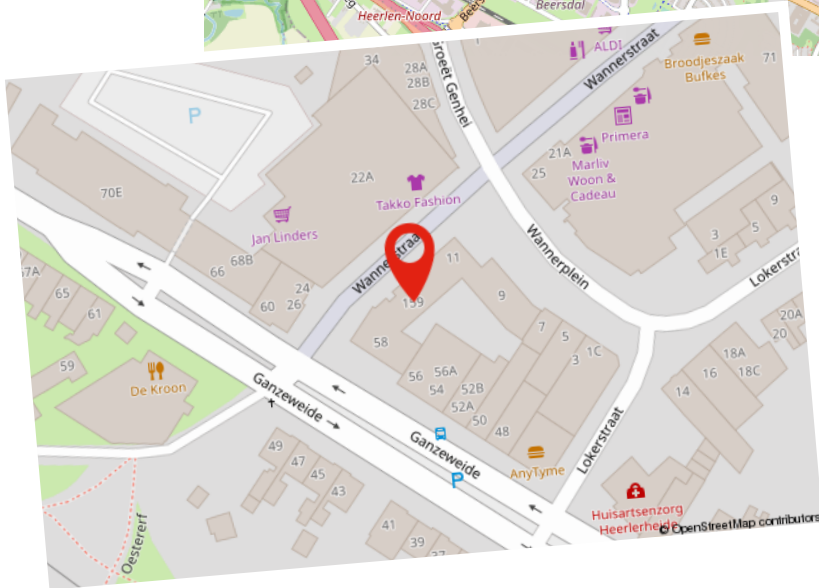 Heerlen-Noord
Beersdal
Groeët Genhei
ALDI
Wannerstraat
Broodjeszaak
Bufkes
71
34
28A
28B
28C
P
Primera
21A
25
Marliv
Woon &
Cadeau
22A
Takko Fashion
70E
Jan Linders
9
5
3
1E
Wannerplein
Lokerstra
68B
66
11
159
9
24
26
60
67A
65
61
58
7
5
3
1C
20A
20
59
De Kroon
56
56A
54
52B
52A
50
48
18A
16
18C
14
Ganzeweide
Ganzeweide
Lokerstraat
49
47
45
43
P
AnyTyme
Huisartsenzorg
Heerlerheide
41
39
37
Oestererf
© OpenStreetMap contributors